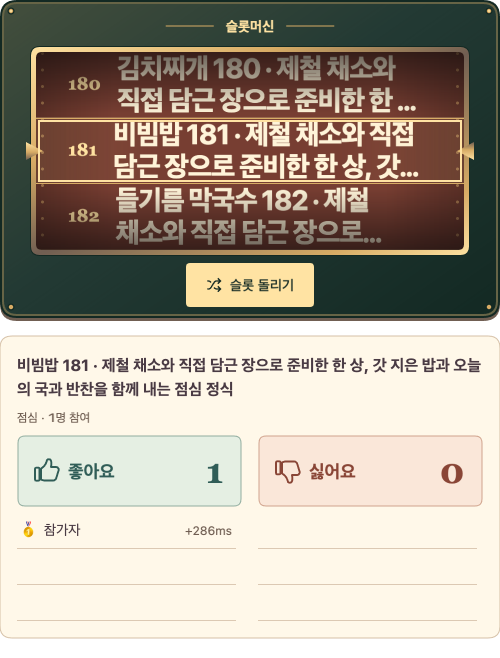 슬롯머신
180 김치찌개 180 · 제철 채소와
직접 담근 장으로 준비한 한 ...
181 비빔밥 181 · 제철 채소와 직접
담근 장으로 준비한 한 상, 갓...
182 들기름 막국수 182 · 제철
채소와 직접 담근 장으로...
슬롯 돌리기
비빔밥 181 · 제철 채소와 직접 담근 장으로 준비한 한 상, 갓 지은 밥과 오늘
의 국과 반찬을 함께 내는 점심 정식
점심 · 1명 참여
좋아요 1
싫어요 0
참가자 +286ms